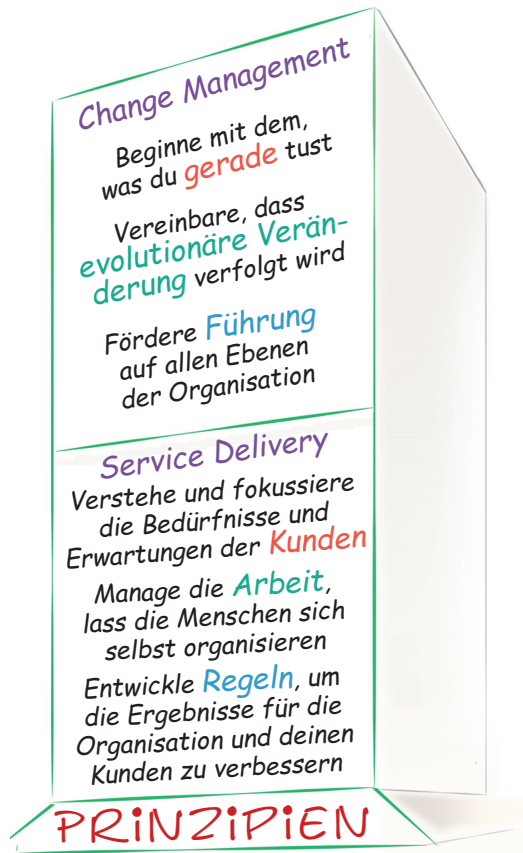 Change Management
Beginne mit dem,
was du gerade tust
Vereinbare, dass
evolutionäre Verän-
derung verfolgt wird
Fördere Führung
auf allen Ebenen
der Organisation
Service Delivery
Verstehe und fokussiere
die Bedürfnisse und
Erwartungen der Kunden
Manage die Arbeit,
lass die Menschen sich
selbst organisieren
Entwickle Regeln, um
die Ergebnisse für die
Organisation und deinen
Kunden zu verbessern
PRiNZiPiEN